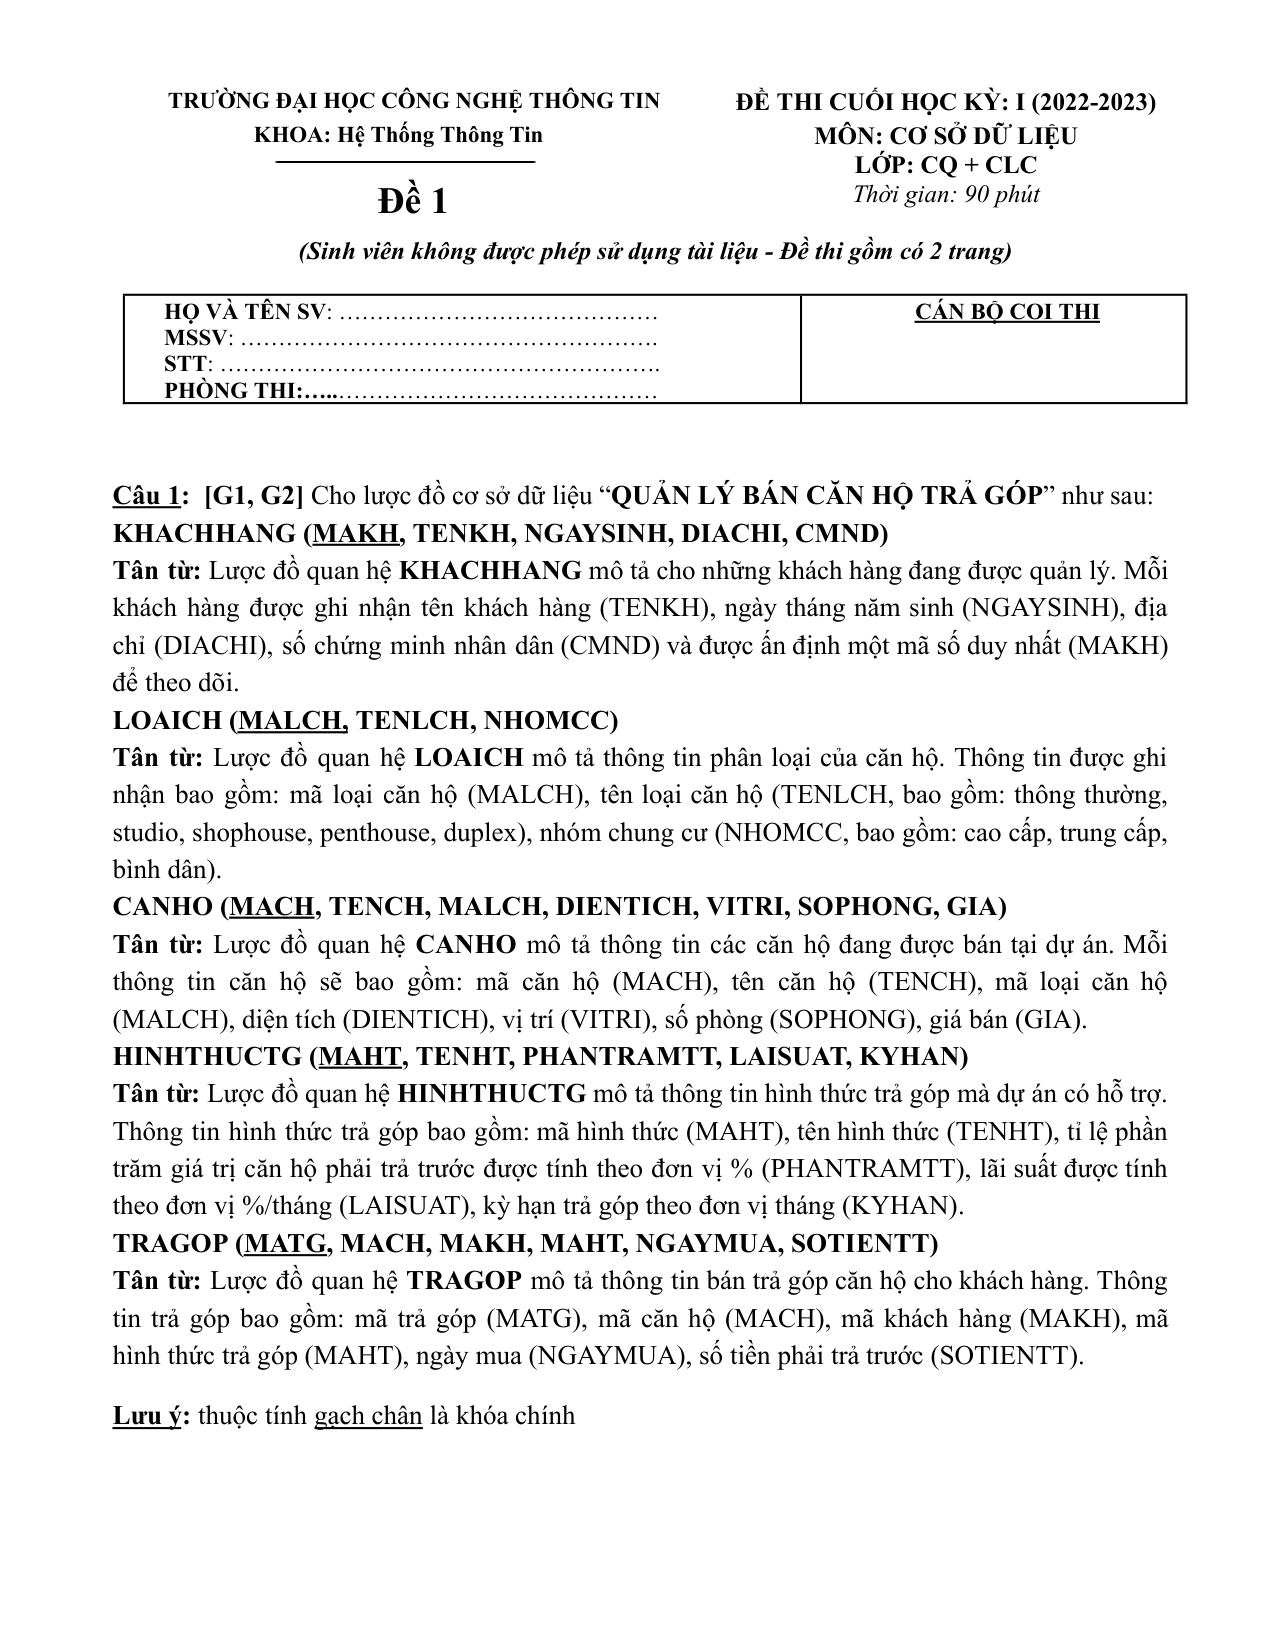 TRƯỜNG ĐẠI HỌC CÔNG NGHỆ THÔNG TIN
KHOA: Hệ Thống Thông Tin
Đề 1
ĐỀ THI CUỐI HỌC KỲ: I (2022-2023)
MÔN: CƠ SỞ DỮ LIỆU
LỚP: CQ + CLC
Thời gian: 90 phút
(Sinh viên không được phép sử dụng tài liệu - Đề thi gồm có 2 trang)
HỌ VÀ TÊN SV: ……………………………………
MSSV: ……………………………………………….
STT: ………………………………………………….
PHÒNG THI:…..……………………………………
CÁN BỘ COI THI
Câu 1: [G1, G2] Cho lược đồ cơ sở dữ liệu “QUẢN LÝ BÁN CĂN HỘ TRẢ GÓP” như sau:
KHACHHANG (MAKH, TENKH, NGAYSINH, DIACHI, CMND)
Tân từ: Lược đồ quan hệ KHACHHANG mô tả cho những khách hàng đang được quản lý. Mỗi
khách hàng được ghi nhận tên khách hàng (TENKH), ngày tháng năm sinh (NGAYSINH), địa
chỉ (DIACHI), số chứng minh nhân dân (CMND) và được ấn định một mã số duy nhất (MAKH)
để theo dõi.
LOAICH (MALCH, TENLCH, NHOMCC)
Tân từ: Lược đồ quan hệ LOAICH mô tả thông tin phân loại của căn hộ. Thông tin được ghi
nhận bao gồm: mã loại căn hộ (MALCH), tên loại căn hộ (TENLCH, bao gồm: thông thường,
studio, shophouse, penthouse, duplex), nhóm chung cư (NHOMCC, bao gồm: cao cấp, trung cấp,
bình dân).
CANHO (MACH, TENCH, MALCH, DIENTICH, VITRI, SOPHONG, GIA)
Tân từ: Lược đồ quan hệ CANHO mô tả thông tin các căn hộ đang được bán tại dự án. Mỗi
thông tin căn hộ sẽ bao gồm: mã căn hộ (MACH), tên căn hộ (TENCH), mã loại căn hộ
(MALCH), diện tích (DIENTICH), vị trí (VITRI), số phòng (SOPHONG), giá bán (GIA).
HINHTHUCTG (MAHT, TENHT, PHANTRAMTT, LAISUAT, KYHAN)
Tân từ: Lược đồ quan hệ HINHTHUCTG mô tả thông tin hình thức trả góp mà dự án có hỗ trợ.
Thông tin hình thức trả góp bao gồm: mã hình thức (MAHT), tên hình thức (TENHT), tỉ lệ phần
trăm giá trị căn hộ phải trả trước được tính theo đơn vị % (PHANTRAMTT), lãi suất được tính
theo đơn vị %/tháng (LAISUAT), kỳ hạn trả góp theo đơn vị tháng (KYHAN).
TRAGOP (MATG, MACH, MAKH, MAHT, NGAYMUA, SOTIENTT)
Tân từ: Lược đồ quan hệ TRAGOP mô tả thông tin bán trả góp căn hộ cho khách hàng. Thông
tin trả góp bao gồm: mã trả góp (MATG), mã căn hộ (MACH), mã khách hàng (MAKH), mã
hình thức trả góp (MAHT), ngày mua (NGAYMUA), số tiền phải trả trước (SOTIENTT).
Lưu ý: thuộc tính gạch chân là khóa chính